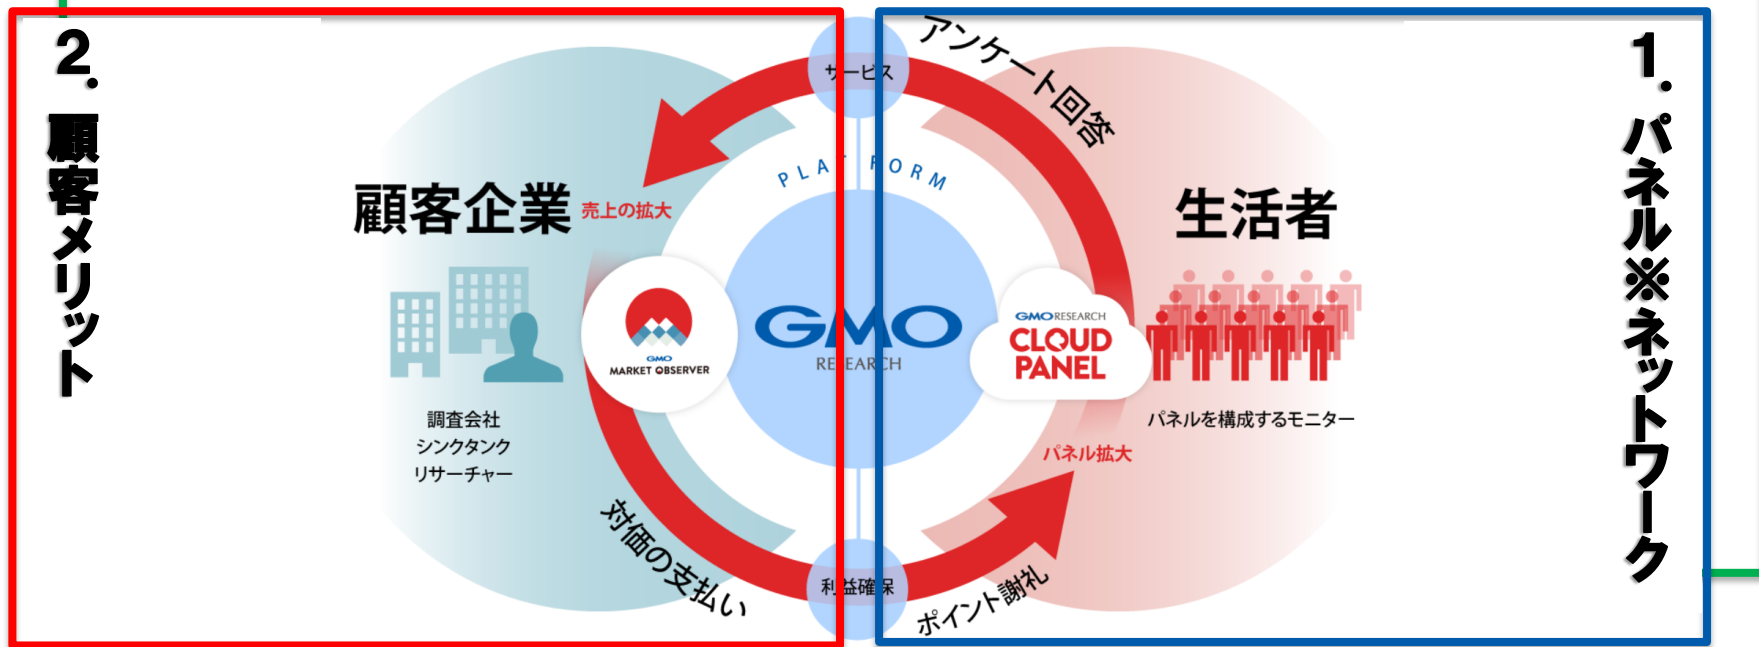 2. 顧客メリット
1. パネル※ネットワーク
サービス
アンケート回答
PLATFORM
顧客企業
売上の拡大
生活者
GMO
MARKET OBSERVER
GMO
RESEARCH
GMO RESEARCH
CLOUD
PANEL
調査会社
シンクタンク
リサーチャー
パネルを構成するモニター
パネル拡大
対価の支払い
利益確保
ポイント謝礼